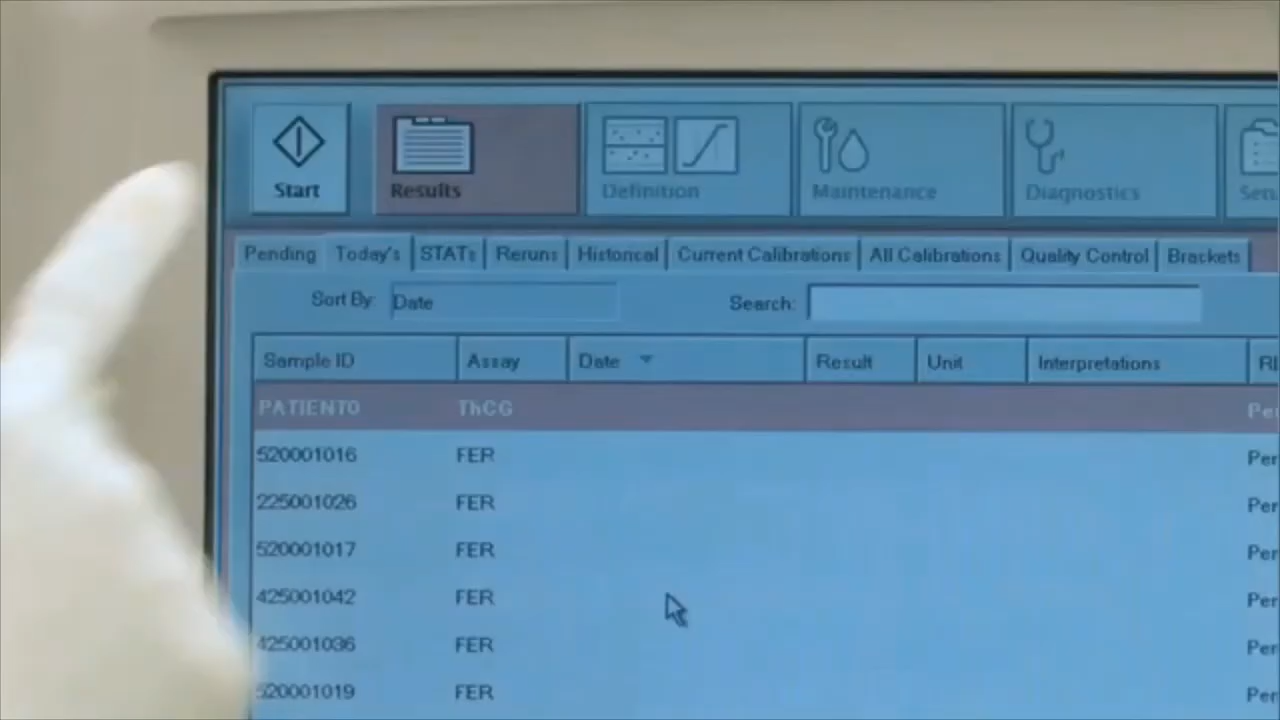 Start Results Definition Maintenance Diagnostics
Pending Today's STATs Reruns Historical Current Calibrations All Calibrations Quality Control Brackets
Sort By: Date Search:
Sample ID Assay Date Result Unit Interpretations
PATIENT0 ThCG
520001016 FER
225001026 FER
520001017 FER
425001042 FER
425001036 FER
520001019 FER